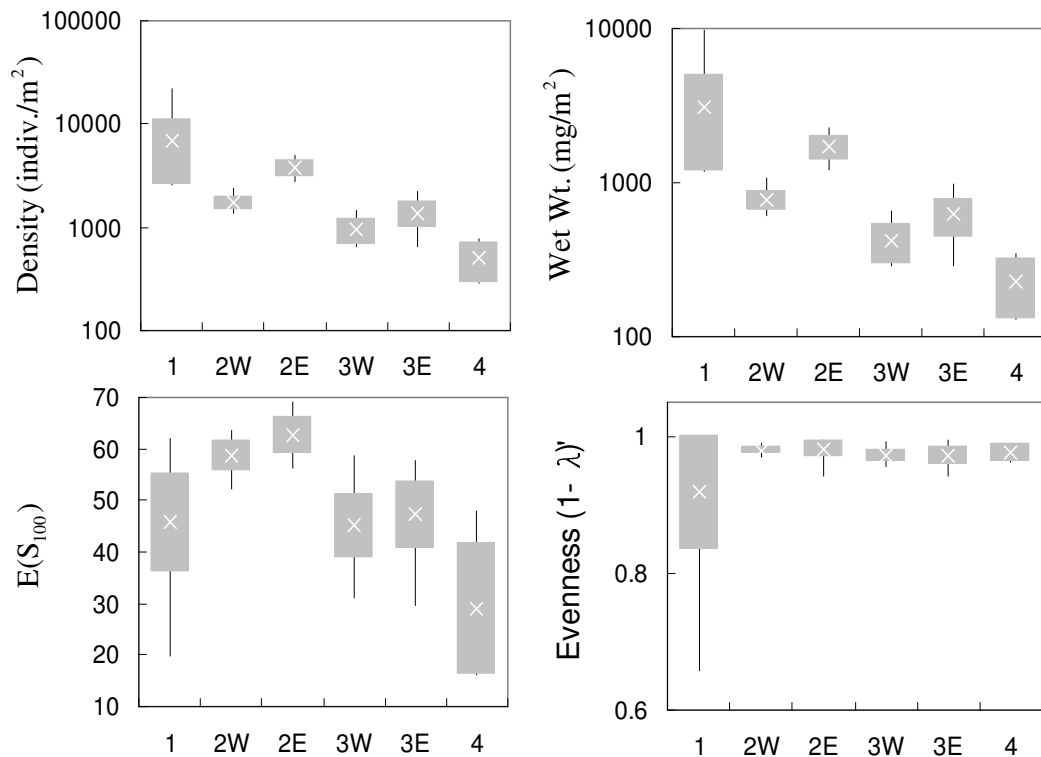 Density (indiv./m²)
100000
10000
1000
100
1 2W 2E 3W 3E 4
Wet Wt. (mg/m²)
10000
1000
100
1 2W 2E 3W 3E 4
E(S₁₀₀)
70
60
50
40
30
20
10
1 2W 2E 3W 3E 4
Evenness (1- λ)'
1
0.8
0.6
1 2W 2E 3W 3E 4